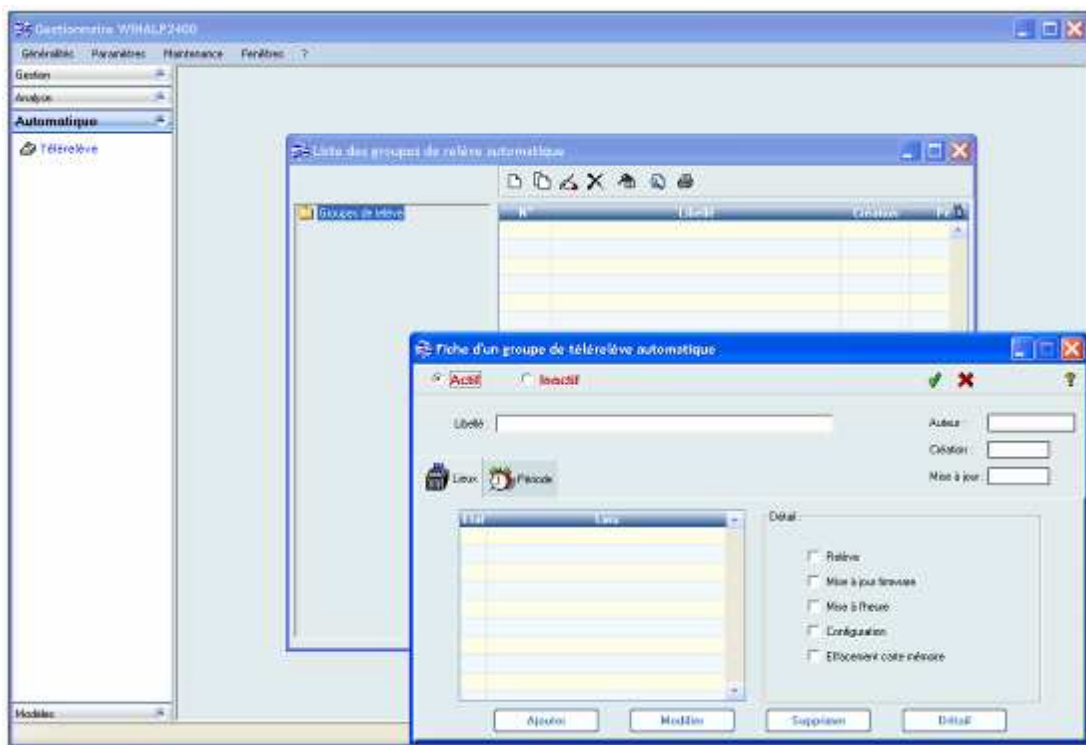 Gestionnaire WINALP2400
Généralités Paramètres Maintenance Fenêtres ?
Gestion
Analyse
Automatique
Télérelève
Liste des groupes de relève automatique
Groupes de relève
N° Libellé Création
Fiche d'un groupe de télérelève automatique
Actif Inactif
Libellé
Auteur :
Création
Mise à jour
Lieux Période
Etat Lieu
Détail
Relève
Mise à jour firmware
Mise à l'heure
Configuration
Effacement carte mémoire
Ajouter Modifier Supprimer Détail
Modèles